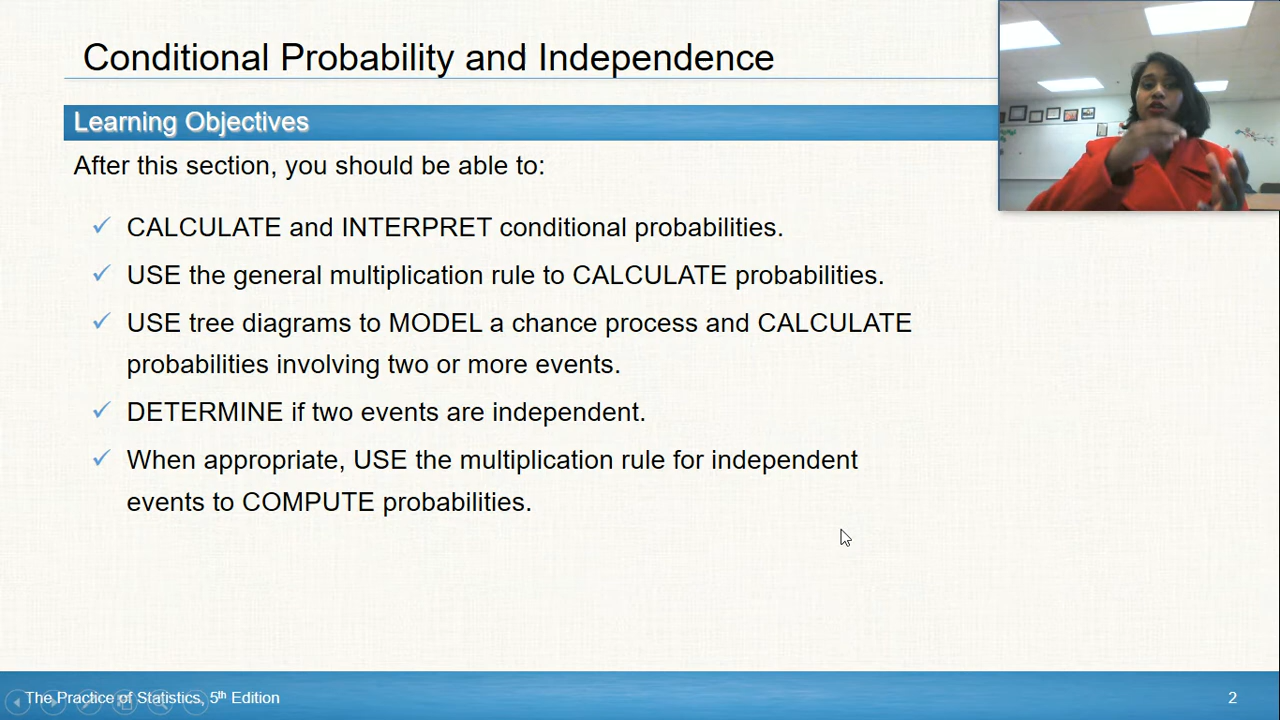 Conditional Probability and Independence
Learning Objectives
After this section, you should be able to:
✓ CALCULATE and INTERPRET conditional probabilities.
✓ USE the general multiplication rule to CALCULATE probabilities.
✓ USE tree diagrams to MODEL a chance process and CALCULATE
probabilities involving two or more events.
✓ DETERMINE if two events are independent.
✓ When appropriate, USE the multiplication rule for independent
events to COMPUTE probabilities.
The Practice of Statistics, 5th Edition
2